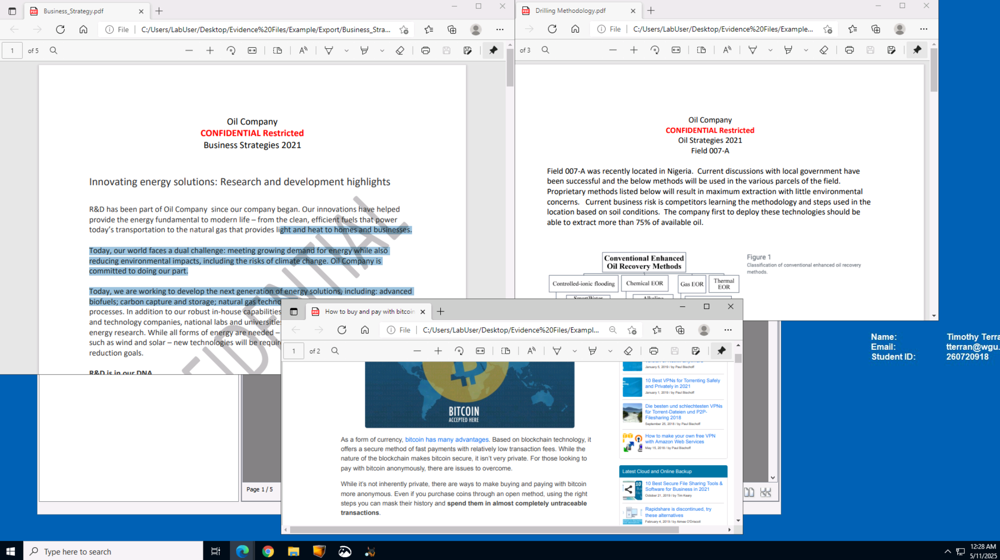 Business_Strategy.pdf
File
C:/Users/LabUser/Desktop/Evidence%20Files/Example/Export/Business_Stra...
1
of 5
Oil Company
CONFIDENTIAL Restricted
Business Strategies 2021
Innovating energy solutions: Research and development highlights
R&D has been part of Oil Company since our company began. Our innovations have helped
provide the energy fundamental to modern life – from the clean, efficient fuels that power
today's transportation to the natural gas that provides light and heat to homes and businesses.
Today, our world faces a dual challenge: meeting growing demand for energy while also
reducing environmental impacts, including the risks of climate change. Oil Company is
committed to doing our part.
Today, we are working to develop the next generation of energy solutions, including: advanced
biofuels; carbon capture and storage; natural gas techno
processes. In addition to our robust in-house capabilities
and technology companies, national labs and universitie
energy research. While all forms of energy are needed –
such as wind and solar – new technologies will be requir
reduction goals.
R&D is in our DNA
FIDENTIAL
Drilling Methodology.pdf
File
C:/Users/LabUser/Desktop/Evidence%20Files/Example...
of 3
Oil Company
CONFIDENTIAL Restricted
Oil Strategies 2021
Field 007-A
Field 007-A was recently located in Nigeria. Current discussions with local government have
been successful and the below methods will be used in the various parcels of the field.
Proprietary methods listed below will result in maximum extraction with little environmental
concerns. Current business risk is competitors learning the methodology and steps used in the
location based on soil conditions. The company first to deploy these technologies should be
able to extract more than 75% of available oil.
Conventional Enhanced
Oil Recovery Methods
Figure 1
Classification of conventional enhanced oil recovery
methods.
Controlled-ionic flooding
Chemical EOR
Gas EOR
Thermal
EOR
SmartWater
Alkaline
How to buy and pay with bitcoin
File
C:/Users/LabUser/Desktop/Evidence%20Files/Exampl...
1
of 2
BITCOIN
ACCEPTED HERE
As a form of currency, bitcoin has many advantages. Based on blockchain technology, it
offers a secure method of fast payments with relatively low transaction fees. While the
nature of the blockchain makes bitcoin secure, it isn't very private. For those looking to
pay with bitcoin anonymously, there are issues to overcome.
While it's not inherently private, there are ways to make buying and paying with bitcoin
more anonymous. Even if you purchase coins through an open method, using the right
steps you can mask their history and spend them in almost completely untraceable
transactions.
January 5, 2019 / by Paul Bischoff
10 Best VPNs for Torrenting Safely
and Privately in 2021
January 1, 2019 / by Paul Bischoff
Die besten und schlechtesten VPNs
für Torrent-Dateien und P2P-
Filesharing 2018
September 25, 2018 / by Paul Bischoff
How to make your own free VPN
with Amazon Web Services
May 15, 2018 / by Paul Bischoff
Latest Cloud and Online Backup
10
10 Best Secure File Sharing Tools &
Software for Business in 2021
October 21, 2019 / by Tim Keary
Rapidshare is discontinued, try
these alternatives
February 4, 2019 / by Aimee O'Driscoll
Page 1 / 5
Name: Timothy Terra
Email: tterran@wgu.
Student ID: 260720918
Type here to search
12:28 AM
5/11/2025